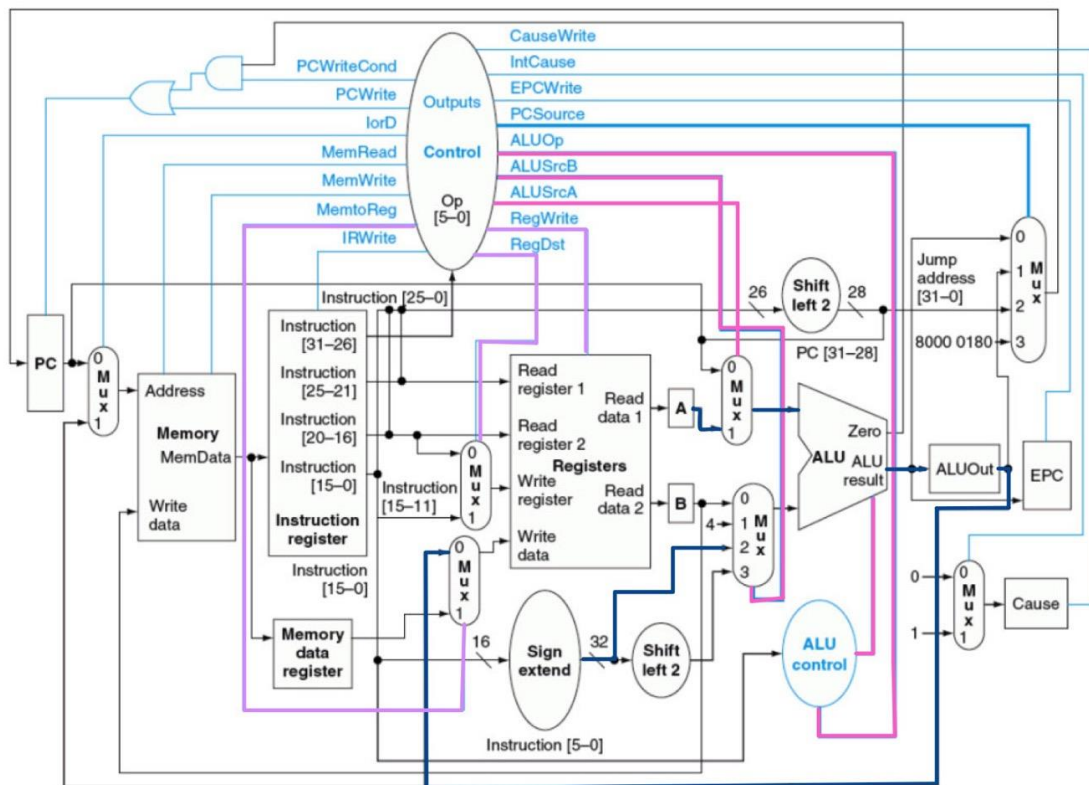 CauseWrite
IntCause
EPCWrite
PCSource
ALUOp
ALUSrcB
ALUSrcA
RegWrite
RegDst
PCWriteCond
PCWrite
IorD
MemRead
MemWrite
MemtoReg
IRWrite
Outputs
Control
Op
[5–0]
Instruction [25–0]
26
Shift
left 2
28
Jump
address
[31–0]
PC [31–28]
8000 0180
0
1
2
3
M
u
x
PC
0
M
u
x
1
Address
Memory
MemData
Write
data
Instruction
[31–26]
Instruction
[25–21]
Instruction
[20–16]
Instruction
[15–0]
Instruction
register
Instruction
[15–11]
Instruction
[15–0]
0
M
u
x
1
0
M
u
x
1
Read
register 1
Read
register 2
Registers
Write
register
Write
data
Read
data 1
Read
data 2
A
B
0
M
u
x
1
4
0
1
2
3
M
u
x
Zero
ALU
ALU
result
ALUOut
EPC
0
1
0
M
u
x
1
Cause
Memory
data
register
16
Sign
extend
32
Shift
left 2
ALU
control
Instruction [5–0]